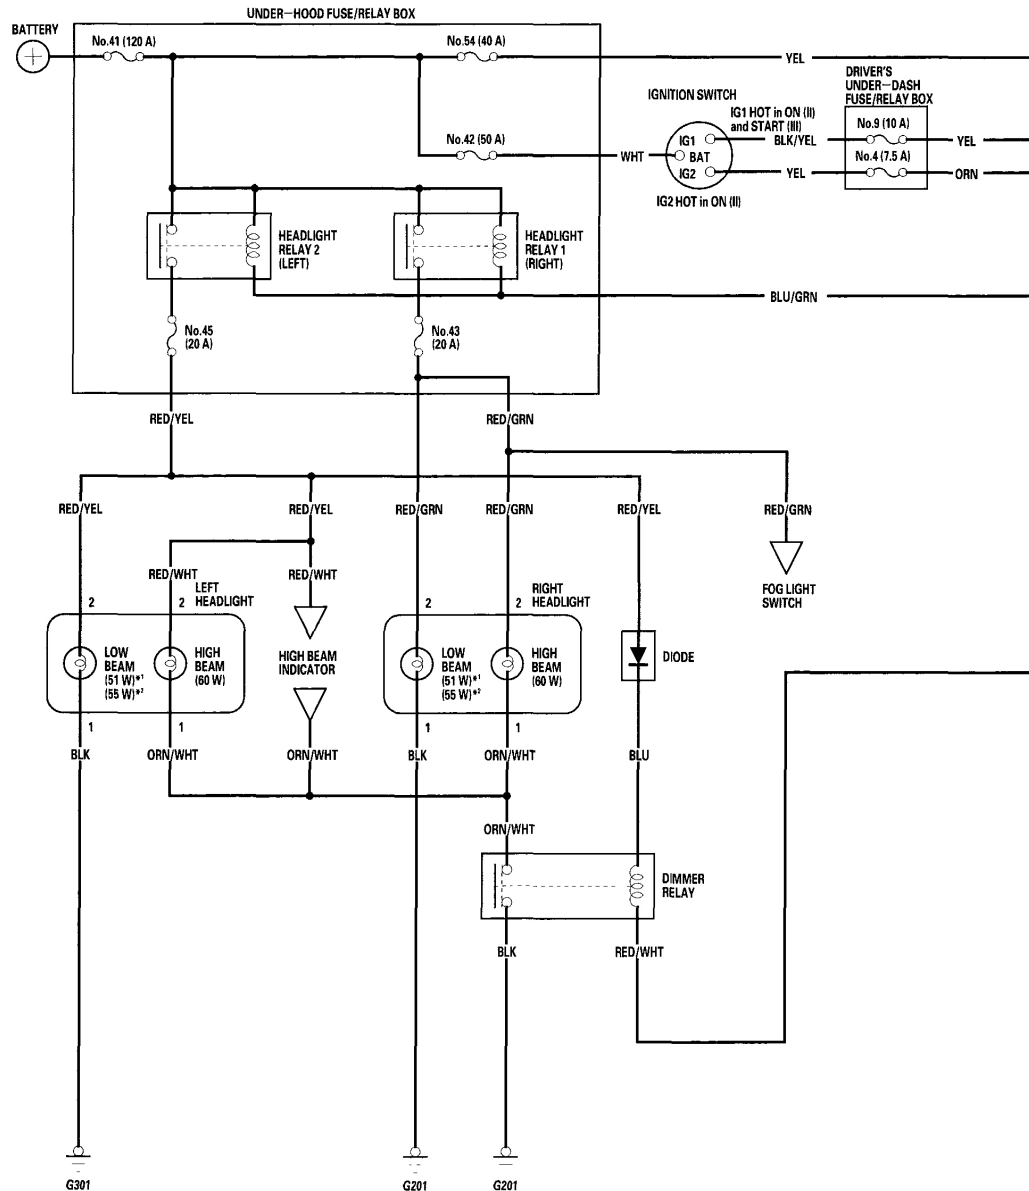 UNDER-HOOD FUSE/RELAY BOX
BATTERY
No.41 (120 A)
No.54 (40 A)
YEL
DRIVER'S
UNDER-DASH
FUSE/RELAY BOX
IGNITION SWITCH
IG1 HOT in ON (II)
and START (III)
No.9 (10 A)
No.42 (50 A)
IG1
BLK/YEL
YEL
WHT
BAT
No.4 (7.5 A)
IG2
YEL
ORN
IG2 HOT in ON (II)
HEADLIGHT
RELAY 2
(LEFT)
HEADLIGHT
RELAY 1
(RIGHT)
BLU/GRN
No.45
(20 A)
No.43
(20 A)
RED/YEL
RED/GRN
RED/YEL
RED/YEL
RED/GRN
RED/GRN
RED/YEL
RED/GRN
RED/WHT
RED/WHT
LEFT
HEADLIGHT
RIGHT
HEADLIGHT
FOG LIGHT
SWITCH
2
2
2
2
LOW
BEAM
(51 W)*1
(55 W)*2
HIGH
BEAM
(60 W)
HIGH BEAM
INDICATOR
LOW
BEAM
(51 W)*1
(55 W)*2
HIGH
BEAM
(60 W)
DIODE
1
1
1
1
BLK
ORN/WHT
ORN/WHT
BLK
ORN/WHT
BLU
ORN/WHT
DIMMER
RELAY
BLK
RED/WHT
G301
G201
G201